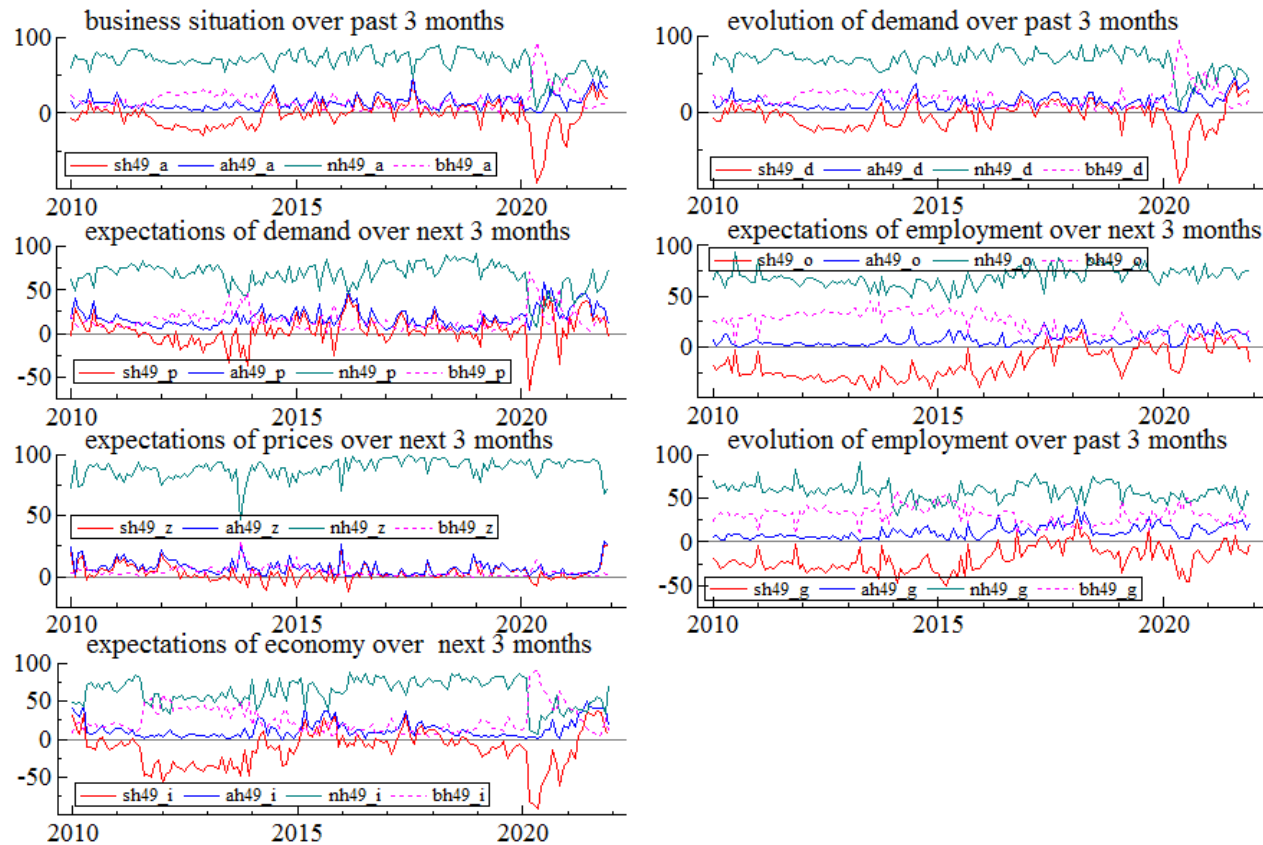 business situation over past 3 months
100
0
sh49_a ah49_a nh49_a bh49_a
2010 2015 2020
evolution of demand over past 3 months
100
0
sh49_d ah49_d nh49_d bh49_d
2010 2015 2020
expectations of demand over next 3 months
100
50
0
-50
sh49_p ah49_p nh49_p bh49_p
2010 2015 2020
expectations of employment over next 3 months
100
50
0
sh49_o ah49_o nh49_o bh49_o
2010 2015 2020
expectations of prices over next 3 months
100
50
0
sh49_z ah49_z nh49_z bh49_z
2010 2015 2020
evolution of employment over past 3 months
100
50
0
-50
sh49_g ah49_g nh49_g bh49_g
2010 2015 2020
expectations of economy over next 3 months
100
50
0
-50
sh49_i ah49_i nh49_i bh49_i
2010 2015 2020